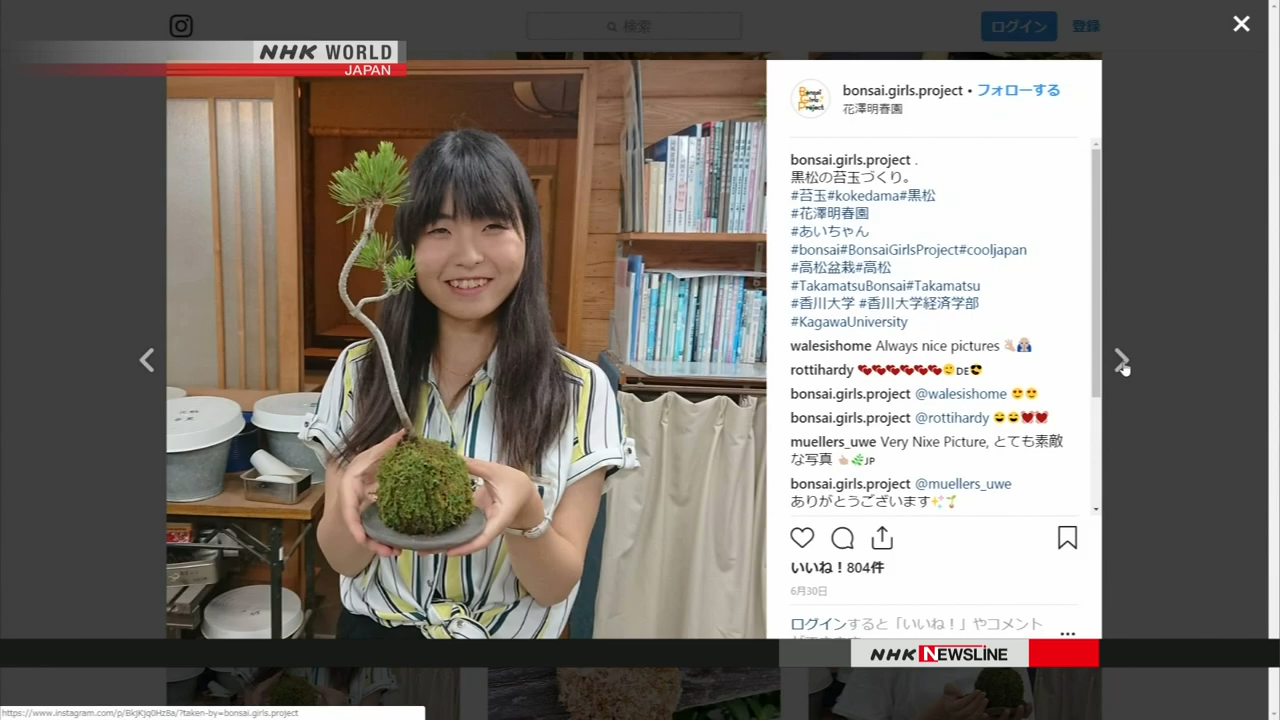 検索
ログイン
登録
NHK WORLD
JAPAN
Bonsai
Girls
Project
bonsai.girls.project • フォローする
花澤明春園
bonsai.girls.project .
黒松の苔玉づくり。
#苔玉#kokedama#黒松
#花澤明春園
#あいちゃん
#bonsai#BonsaiGirlsProject#cooljapan
#高松盆栽#高松
#TakamatsuBonsai#Takamatsu
#香川大学 #香川大学経済学部
#KagawaUniversity
walesishome Always nice pictures 👌🏻👴🏼
rottihardy 💕💕💕💕💕💕🙂DE😎
bonsai.girls.project @walesishome 😍😍
bonsai.girls.project @rottihardy 😄😄💓💓
muellers_uwe Very Nixe Picture, とても素敵
な写真 👍🏼🌿JP
bonsai.girls.project @muellers_uwe
ありがとうございます✨🌱
いいね！804件
6月30日
ログインすると「いいね！」やコメント
NHK NEWSLINE